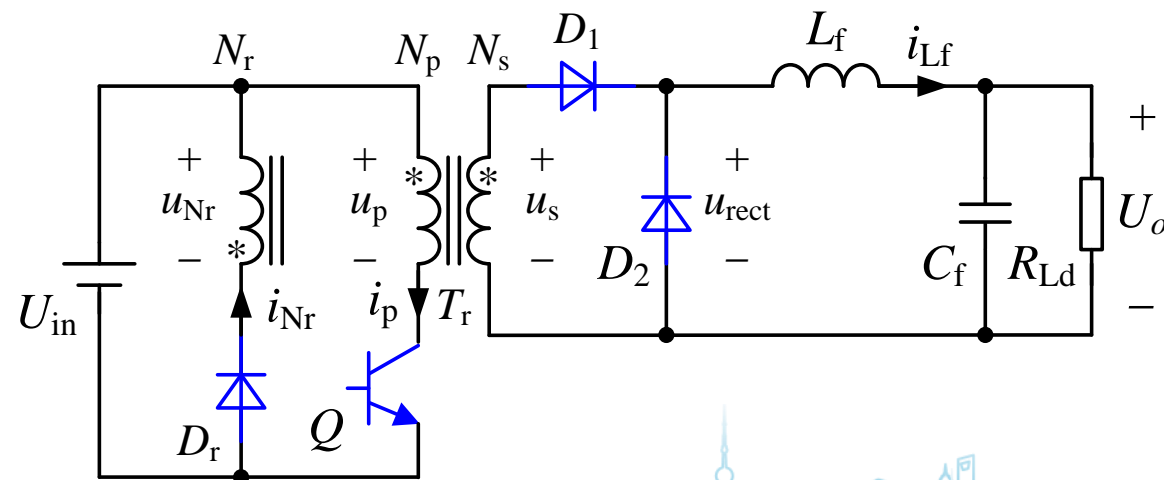 N_r N_p N_s D_1 L_f i_Lf
+ + + + +
* *
u_Nr u_p u_s u_rect U_o
*
− − − D_2 − C_f R_Ld −
U_in i_Nr i_p T_r
D_r Q